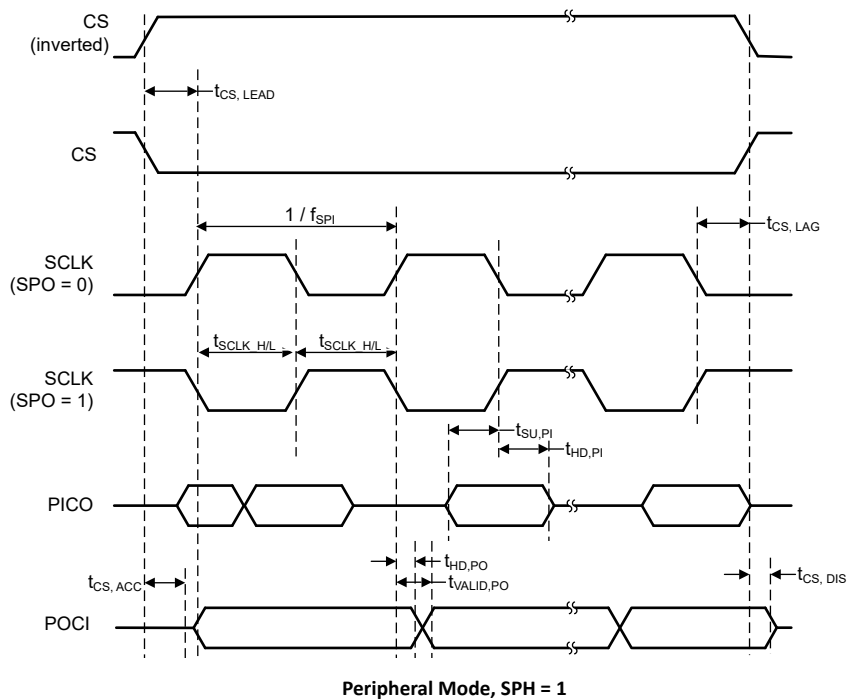 CS
(inverted)
tCS, LEAD
CS
1 / fSPI
tCS, LAG
SCLK
(SPO = 0)
tSCLK_H/L
tSCLK_H/L
SCLK
(SPO = 1)
tSU,PI
tHD,PI
PICO
tHD,PO
tVALID,PO
tCS, ACC
tCS, DIS
POCI
Peripheral Mode, SPH = 1